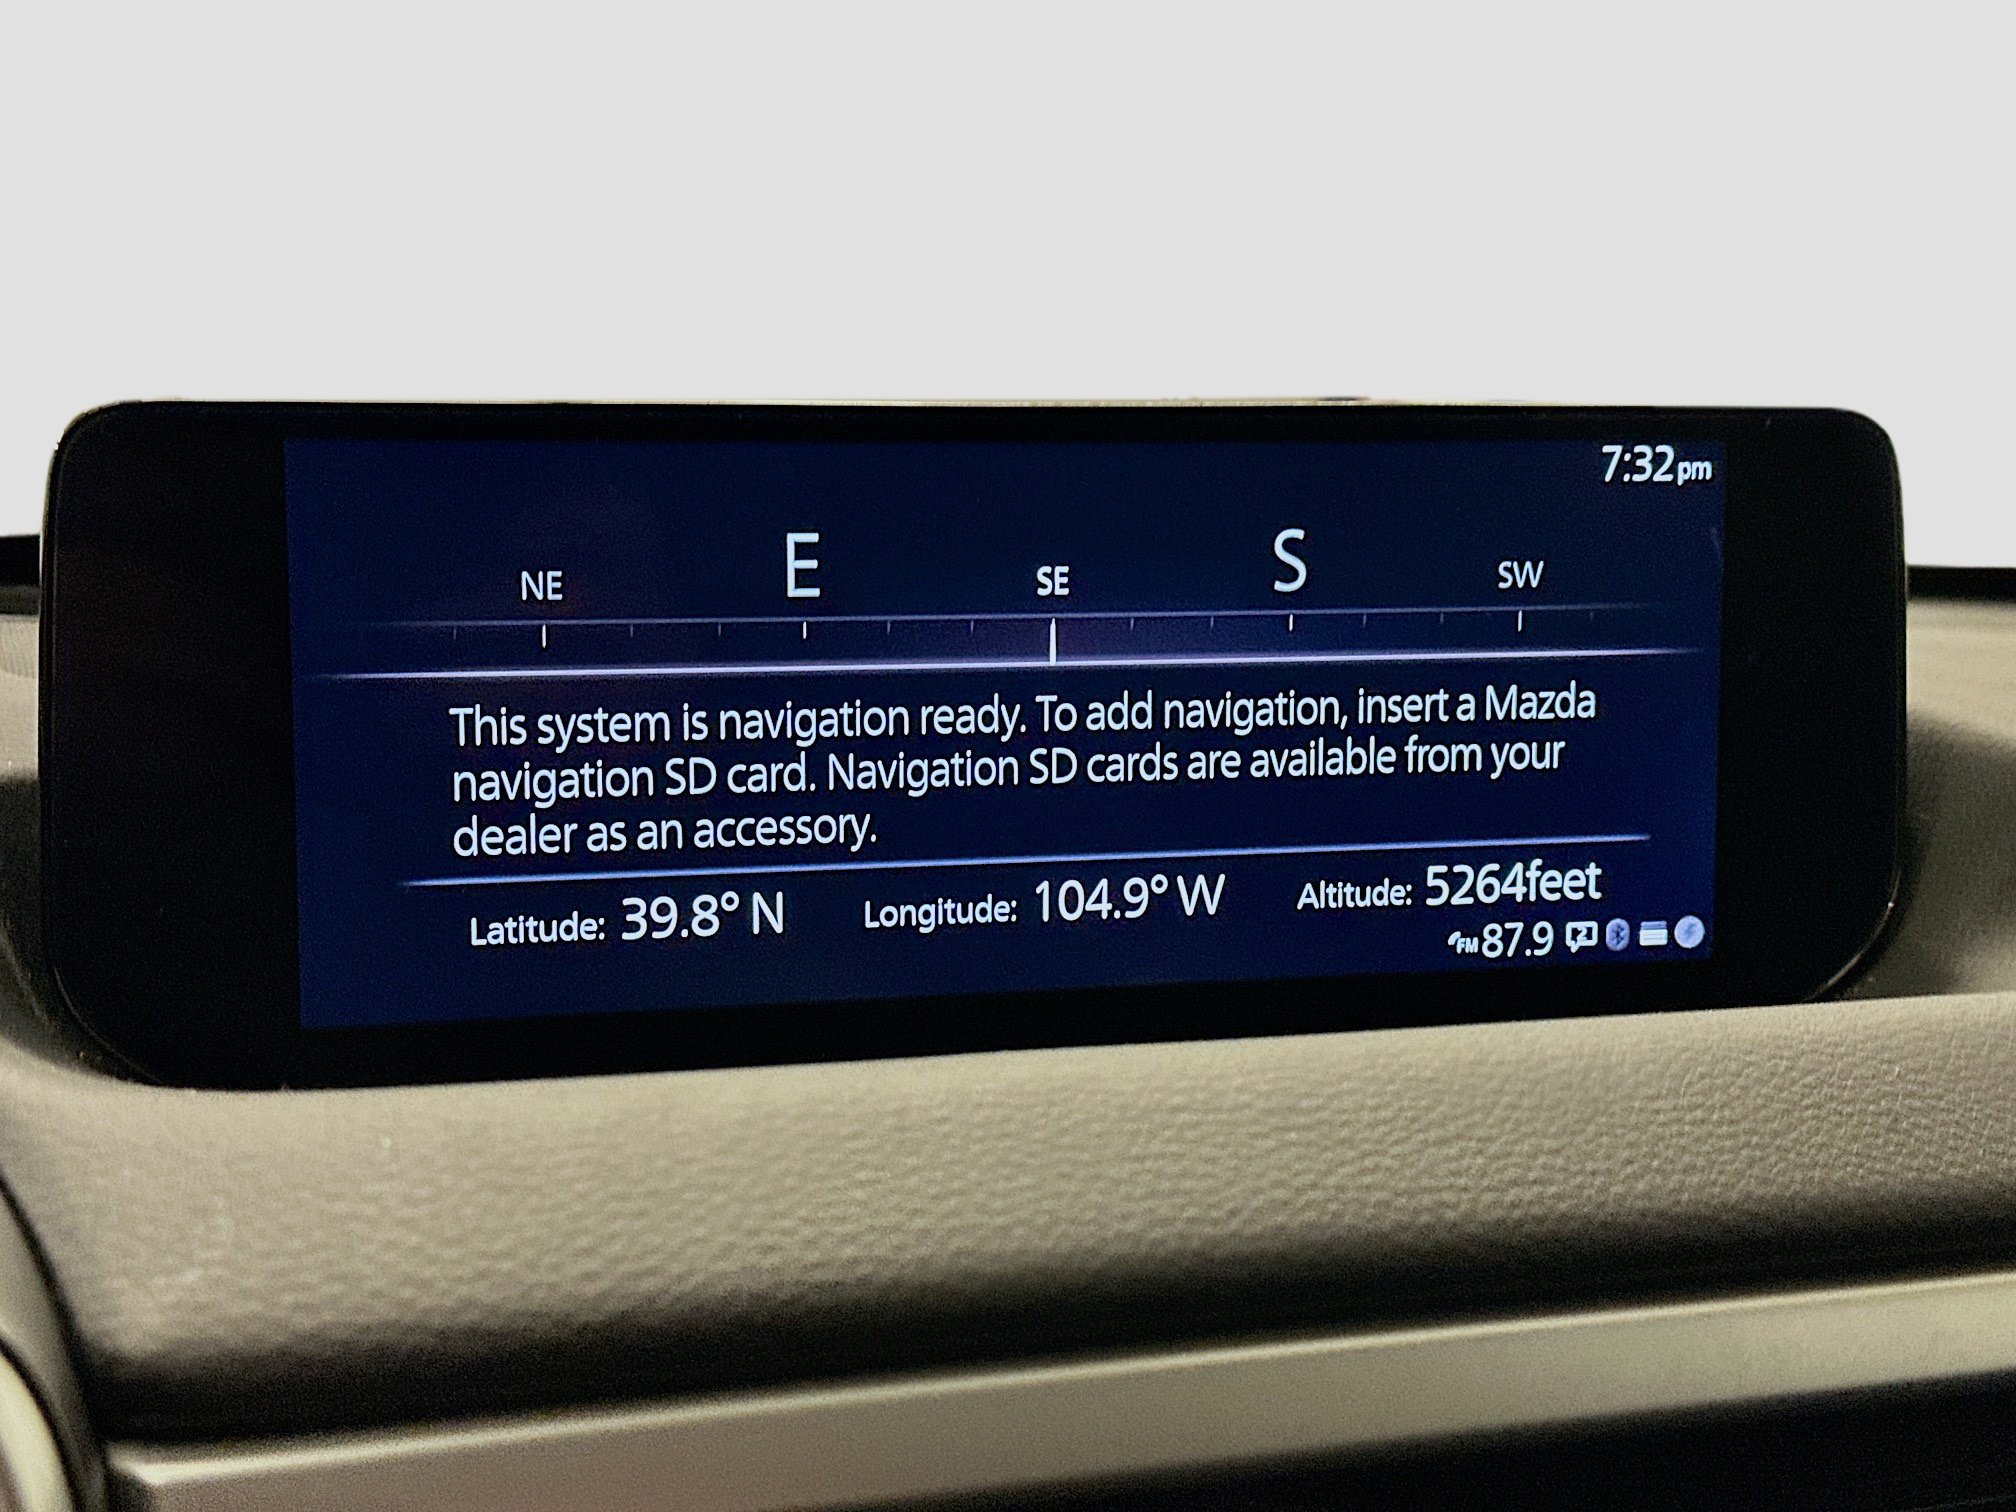 7:32pm
NE E SE S SW
This system is navigation ready. To add navigation, insert a Mazda
navigation SD card. Navigation SD cards are available from your
dealer as an accessory.
Latitude: 39.8° N Longitude: 104.9° W Altitude: 5264feet
FM 87.9 2